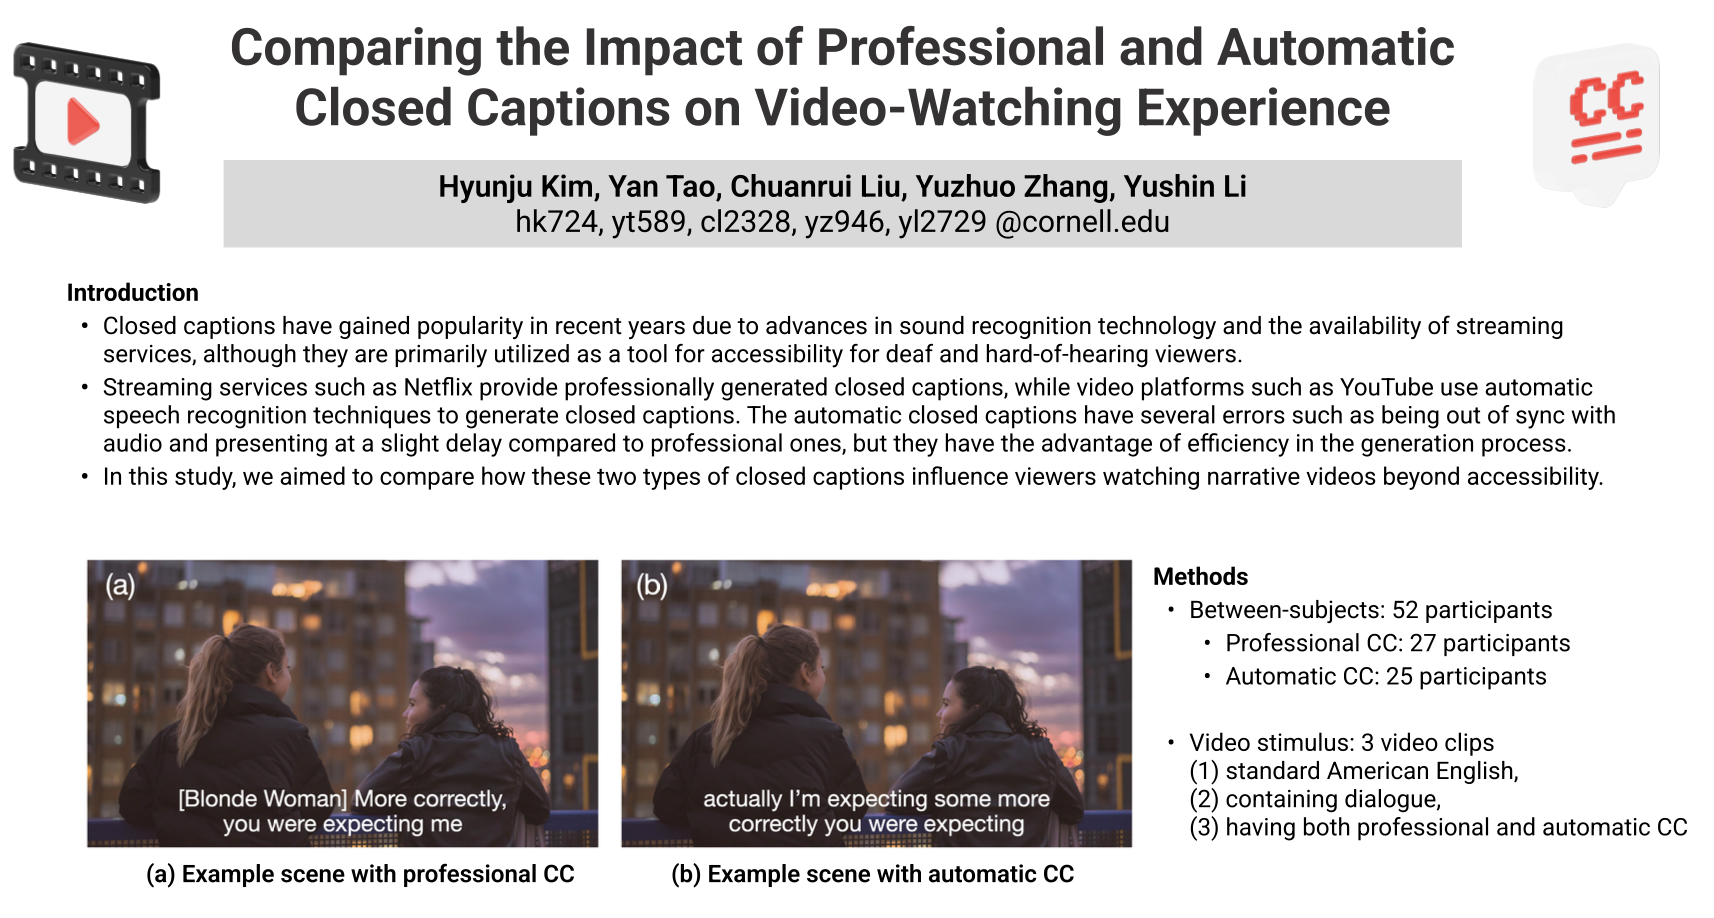 Comparing the Impact of Professional and Automatic
Closed Captions on Video-Watching Experience
CC
Hyunju Kim, Yan Tao, Chuanrui Liu, Yuzhuo Zhang, Yushin Li
hk724, yt589, cl2328, yz946, yl2729 @cornell.edu
Introduction
• Closed captions have gained popularity in recent years due to advances in sound recognition technology and the availability of streaming
services, although they are primarily utilized as a tool for accessibility for deaf and hard-of-hearing viewers.
• Streaming services such as Netflix provide professionally generated closed captions, while video platforms such as YouTube use automatic
speech recognition techniques to generate closed captions. The automatic closed captions have several errors such as being out of sync with
audio and presenting at a slight delay compared to professional ones, but they have the advantage of efficiency in the generation process.
• In this study, we aimed to compare how these two types of closed captions influence viewers watching narrative videos beyond accessibility.
(a)
[Blonde Woman] More correctly,
you were expecting me
(a) Example scene with professional CC
(b)
actually I'm expecting some more
correctly you were expecting
(b) Example scene with automatic CC
Methods
• Between-subjects: 52 participants
• Professional CC: 27 participants
• Automatic CC: 25 participants
• Video stimulus: 3 video clips
(1) standard American English,
(2) containing dialogue,
(3) having both professional and automatic CC